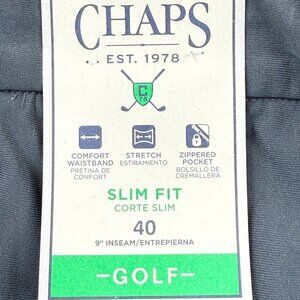 CHAPS
EST. 1978
C
78
COMFORT WAISTBAND
PRETINA DE CONFORT
STRETCH
ESTIRAMIENTO
ZIPPERED POCKET
BOLSILLO DE CREMALLERA
SLIM FIT
CORTE SLIM
40
9" INSEAM/ENTREPIERNA
-GOLF-